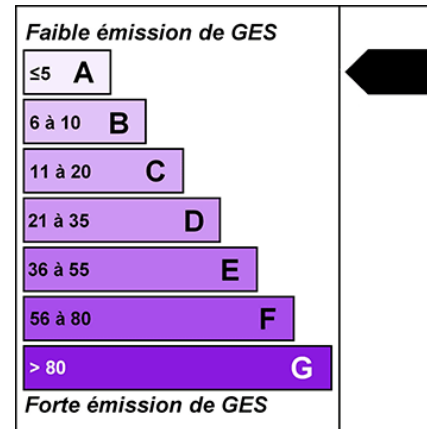 Faible émission de GES
≤5 A
6 à 10 B
11 à 20 C
21 à 35 D
36 à 55 E
56 à 80 F
> 80 G
Forte émission de GES